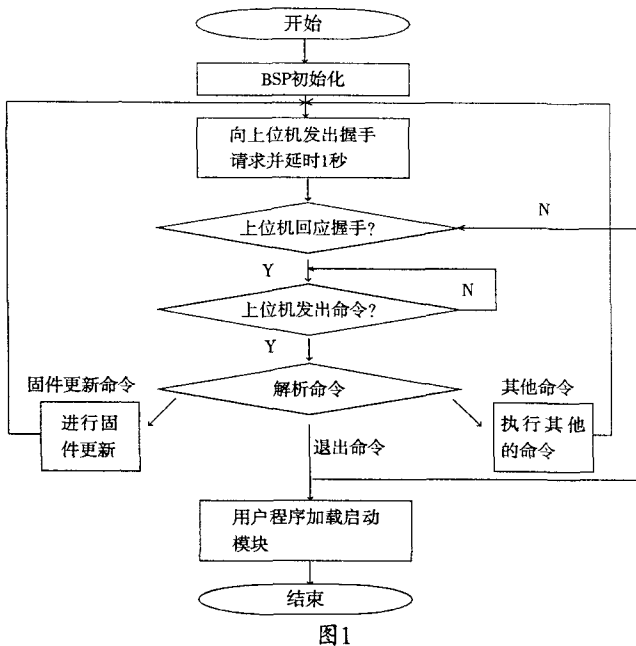 开始
BSP初始化
向上位机发出握手
请求并延时1秒
上位机回应握手?
N
Y
上位机发出命令?
N
Y
解析命令
固件更新命令
其他命令
进行固
件更新
执行其他
的命令
退出命令
用户程序加载启动
模块
结束
图1